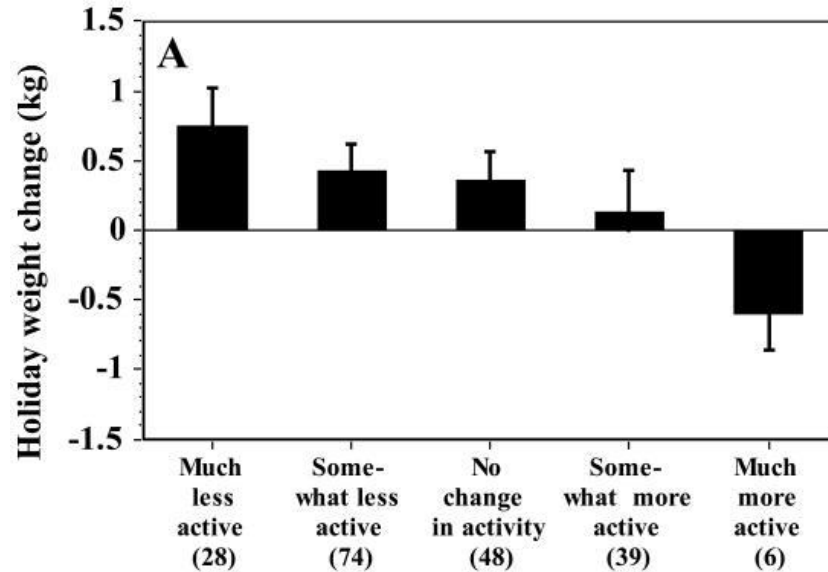 Holiday weight change (kg)
1.5
1
0.5
0
-0.5
-1
-1.5
A
Much
less
active
(28)
Some-
what less
active
(74)
No
change
in activity
(48)
Some-
what more
active
(39)
Much
more
active
(6)